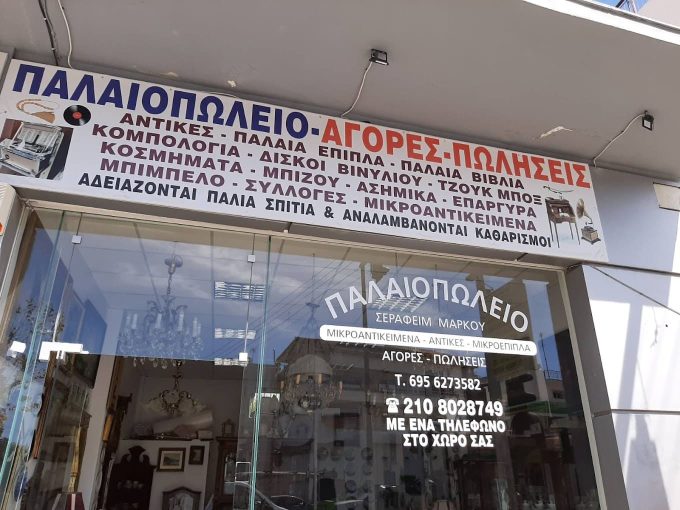 ΠΑΛΑΙΟΠΩΛΕΙΟ-ΑΓΟΡΕΣ-ΠΩΛΗΣΕΙΣ
ΑΝΤΙΚΕΣ - ΠΑΛΑΙΑ ΕΠΙΠΛΑ - ΠΑΛΑΙΑ ΒΙΒΛΙΑ
ΚΟΜΠΟΛΟΓΙΑ - ΔΙΣΚΟΙ ΒΙΝΥΛΙΟΥ - ΤΖΟΥΚ ΜΠΟΞ
ΚΟΣΜΗΜΑΤΑ - ΜΠΙΖΟΥ - ΑΣΗΜΙΚΑ - ΕΠΑΡΓΥΡΑ
ΜΠΙΜΠΕΛΟ - ΣΥΛΛΟΓΕΣ - ΜΙΚΡΟΑΝΤΙΚΕΙΜΕΝΑ
ΑΔΕΙΑΖΟΝΤΑΙ ΠΑΛΙΑ ΣΠΙΤΙΑ & ΑΝΑΛΑΜΒΑΝΟΝΤΑΙ ΚΑΘΑΡΙΣΜΟΙ
ΠΑΛΑΙΟΠΩΛΕΙΟ
ΣΕΡΑΦΕΙΜ ΜΑΡΚΟΥ
ΜΙΚΡΟΑΝΤΙΚΕΙΜΕΝΑ - ΑΝΤΙΚΕΣ - ΜΙΚΡΟΕΠΙΠΛΑ
ΑΓΟΡΕΣ - ΠΩΛΗΣΕΙΣ
Τ. 695 6273582
☎ 210 8028749
ΜΕ ΕΝΑ ΤΗΛΕΦΩΝΟ
ΣΤΟ ΧΩΡΟ ΣΑΣ